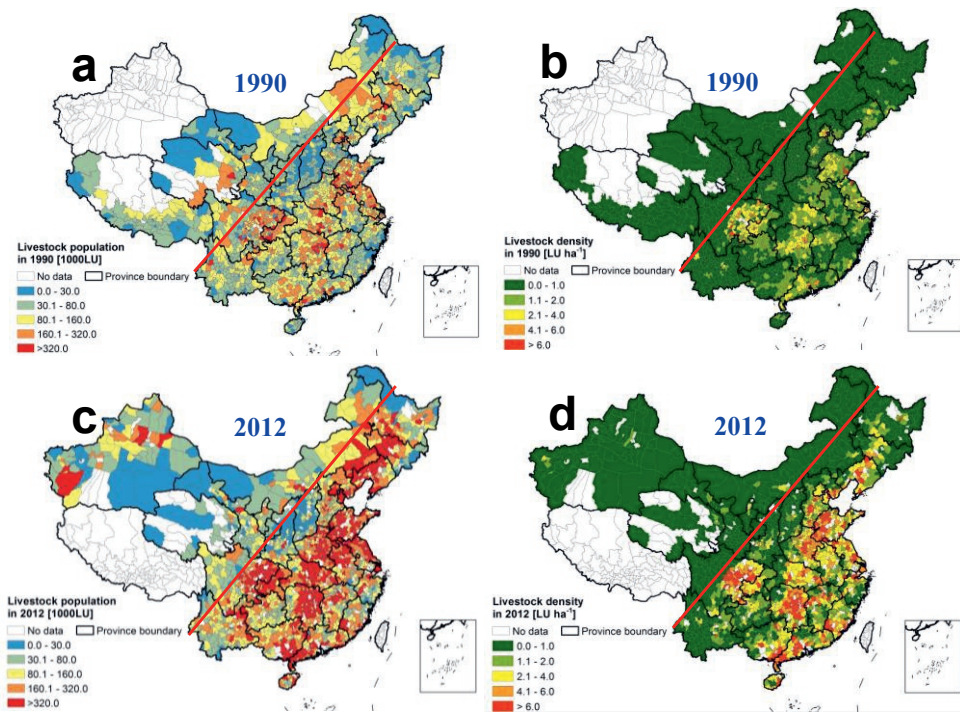 a
1990
Livestock population
in 1990 [1000LU]
No data
Province boundary
0.0 - 30.0
30.1 - 80.0
80.1 - 160.0
160.1 - 320.0
>320.0
b
1990
Livestock density
in 1990 [LU ha⁻¹]
No data
Province boundary
0.0 - 1.0
1.1 - 2.0
2.1 - 4.0
4.1 - 6.0
> 6.0
c
2012
Livestock population
in 2012 [1000LU]
No data
Province boundary
0.0 - 30.0
30.1 - 80.0
80.1 - 160.0
160.1 - 320.0
>320.0
d
2012
Livestock density
in 2012 [LU ha⁻¹]
No data
Province boundary
0.0 - 1.0
1.1 - 2.0
2.1 - 4.0
4.1 - 6.0
> 6.0